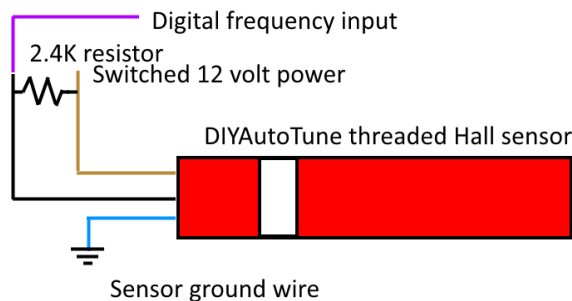 Digital frequency input
2.4K resistor
Switched 12 volt power
DIYAutoTune threaded Hall sensor
Sensor ground wire